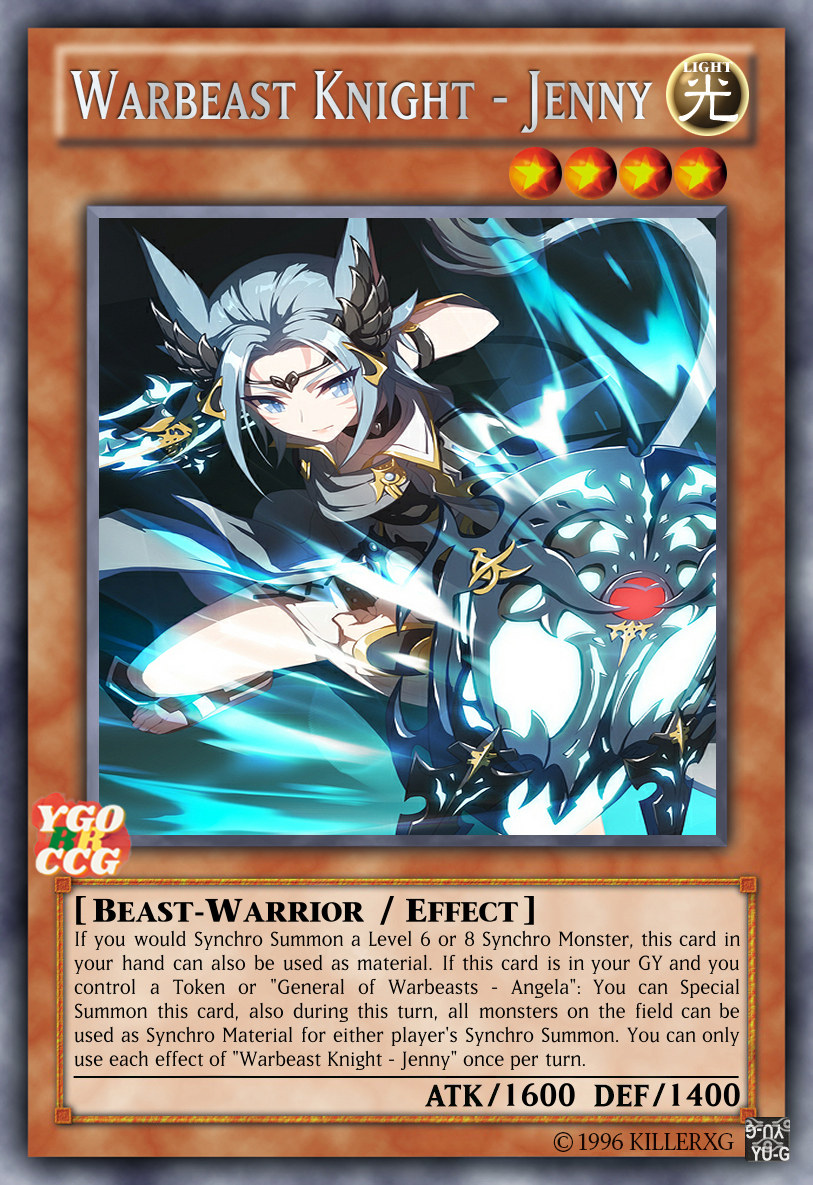 WARBEAST KNIGHT - JENNY
LIGHT
光
YGO
RR
CCG
[ BEAST-WARRIOR / EFFECT ]
If you would Synchro Summon a Level 6 or 8 Synchro Monster, this card in
your hand can also be used as material. If this card is in your GY and you
control a Token or "General of Warbeasts - Angela": You can Special
Summon this card, also during this turn, all monsters on the field can be
used as Synchro Material for either player's Synchro Summon. You can only
use each effect of "Warbeast Knight - Jenny" once per turn.
ATK/1600 DEF/1400
© 1996 KILLERXG
YU-G
YU-G